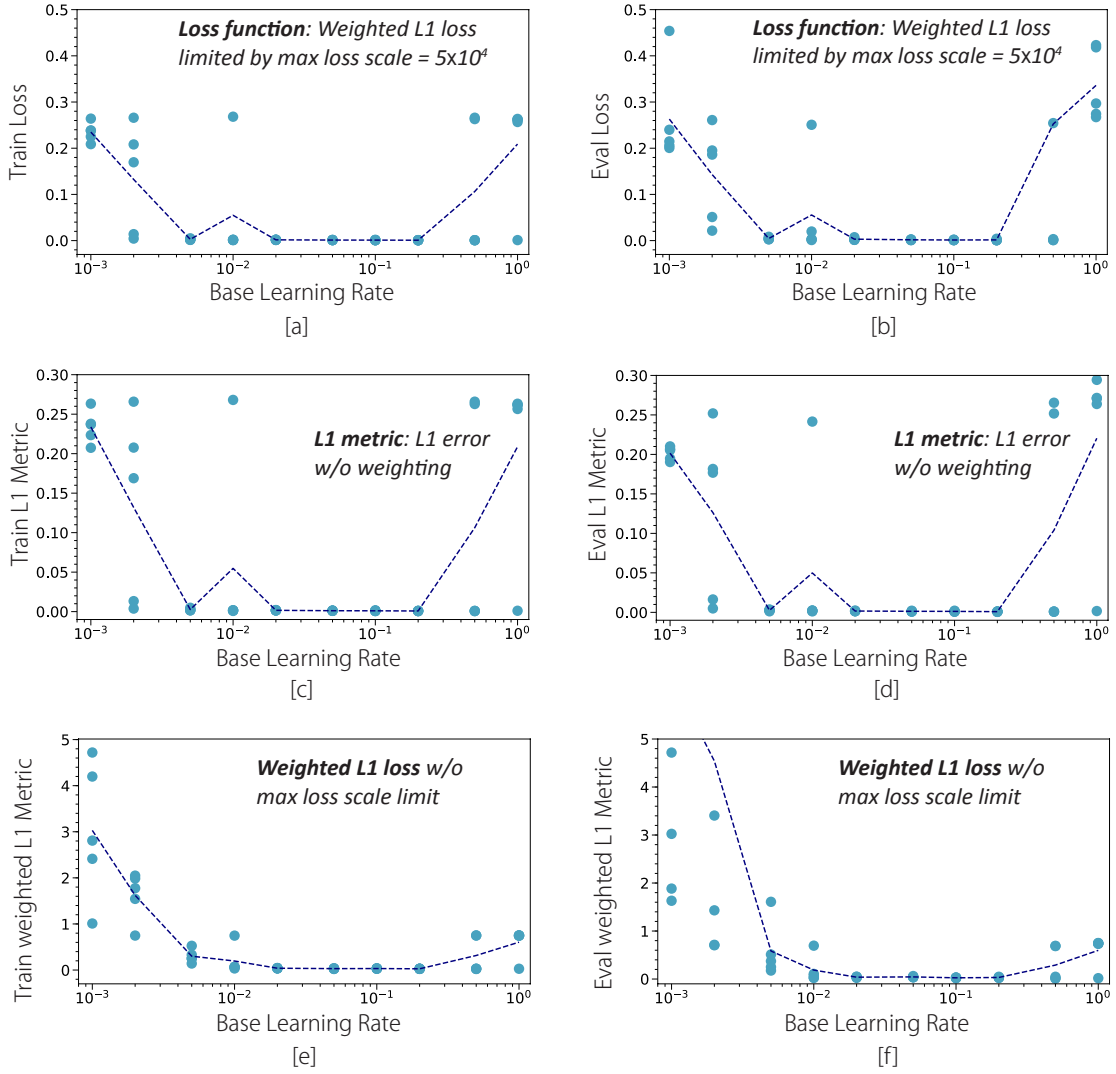 0.5
0.4
0.3
0.2
0.1
0.0
Train Loss
Loss function: Weighted L1 loss
limited by max loss scale = 5x10⁴
10⁻³ 10⁻² 10⁻¹ 10⁰
Base Learning Rate
[a]
0.5
0.4
0.3
0.2
0.1
0.0
Eval Loss
Loss function: Weighted L1 loss
limited by max loss scale = 5x10⁴
10⁻³ 10⁻² 10⁻¹ 10⁰
Base Learning Rate
[b]
0.30
0.25
0.20
0.15
0.10
0.05
0.00
Train L1 Metric
L1 metric: L1 error
w/o weighting
10⁻³ 10⁻² 10⁻¹ 10⁰
Base Learning Rate
[c]
0.30
0.25
0.20
0.15
0.10
0.05
0.00
Eval L1 Metric
L1 metric: L1 error
w/o weighting
10⁻³ 10⁻² 10⁻¹ 10⁰
Base Learning Rate
[d]
5
4
3
2
1
0
Train weighted L1 Metric
Weighted L1 loss w/o
max loss scale limit
10⁻³ 10⁻² 10⁻¹ 10⁰
Base Learning Rate
[e]
5
4
3
2
1
0
Eval weighted L1 Metric
Weighted L1 loss w/o
max loss scale limit
10⁻³ 10⁻² 10⁻¹ 10⁰
Base Learning Rate
[f]